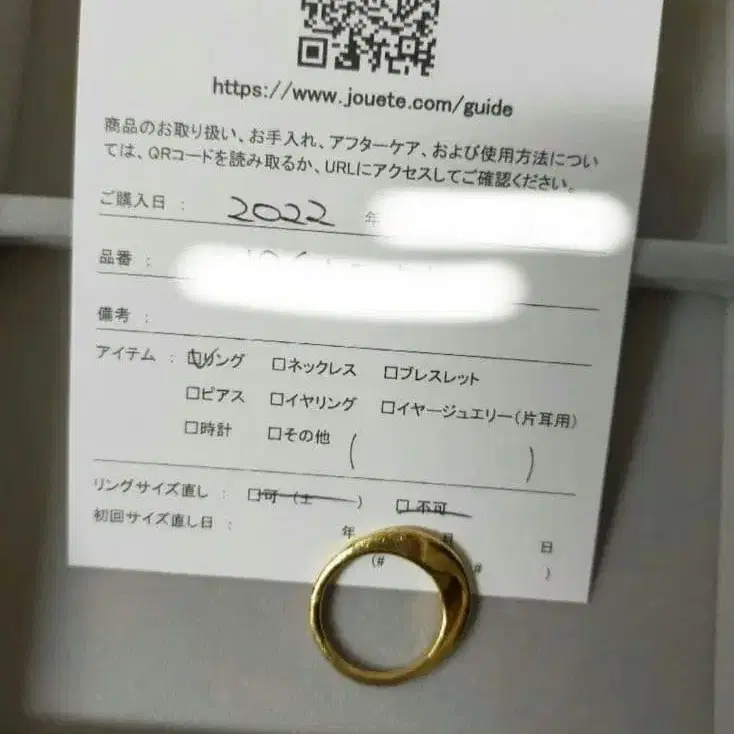 https://www.jouete.com/guide
商品のお取り扱い、お手入れ、アフターケア、および使用方法につい
ては、QRコードを読み取るか、URLにアクセスしてご確認ください。
ご購入日 : 2022 年
品番 :
備考 :
アイテム : ☑リング □ネックレス □ブレスレット
□ピアス □イヤリング □イヤージュエリー(片耳用)
□時計 □その他 ( )
リングサイズ直し : □可 (± ) □不可
初回サイズ直し日 : 年 月 日
(# # )